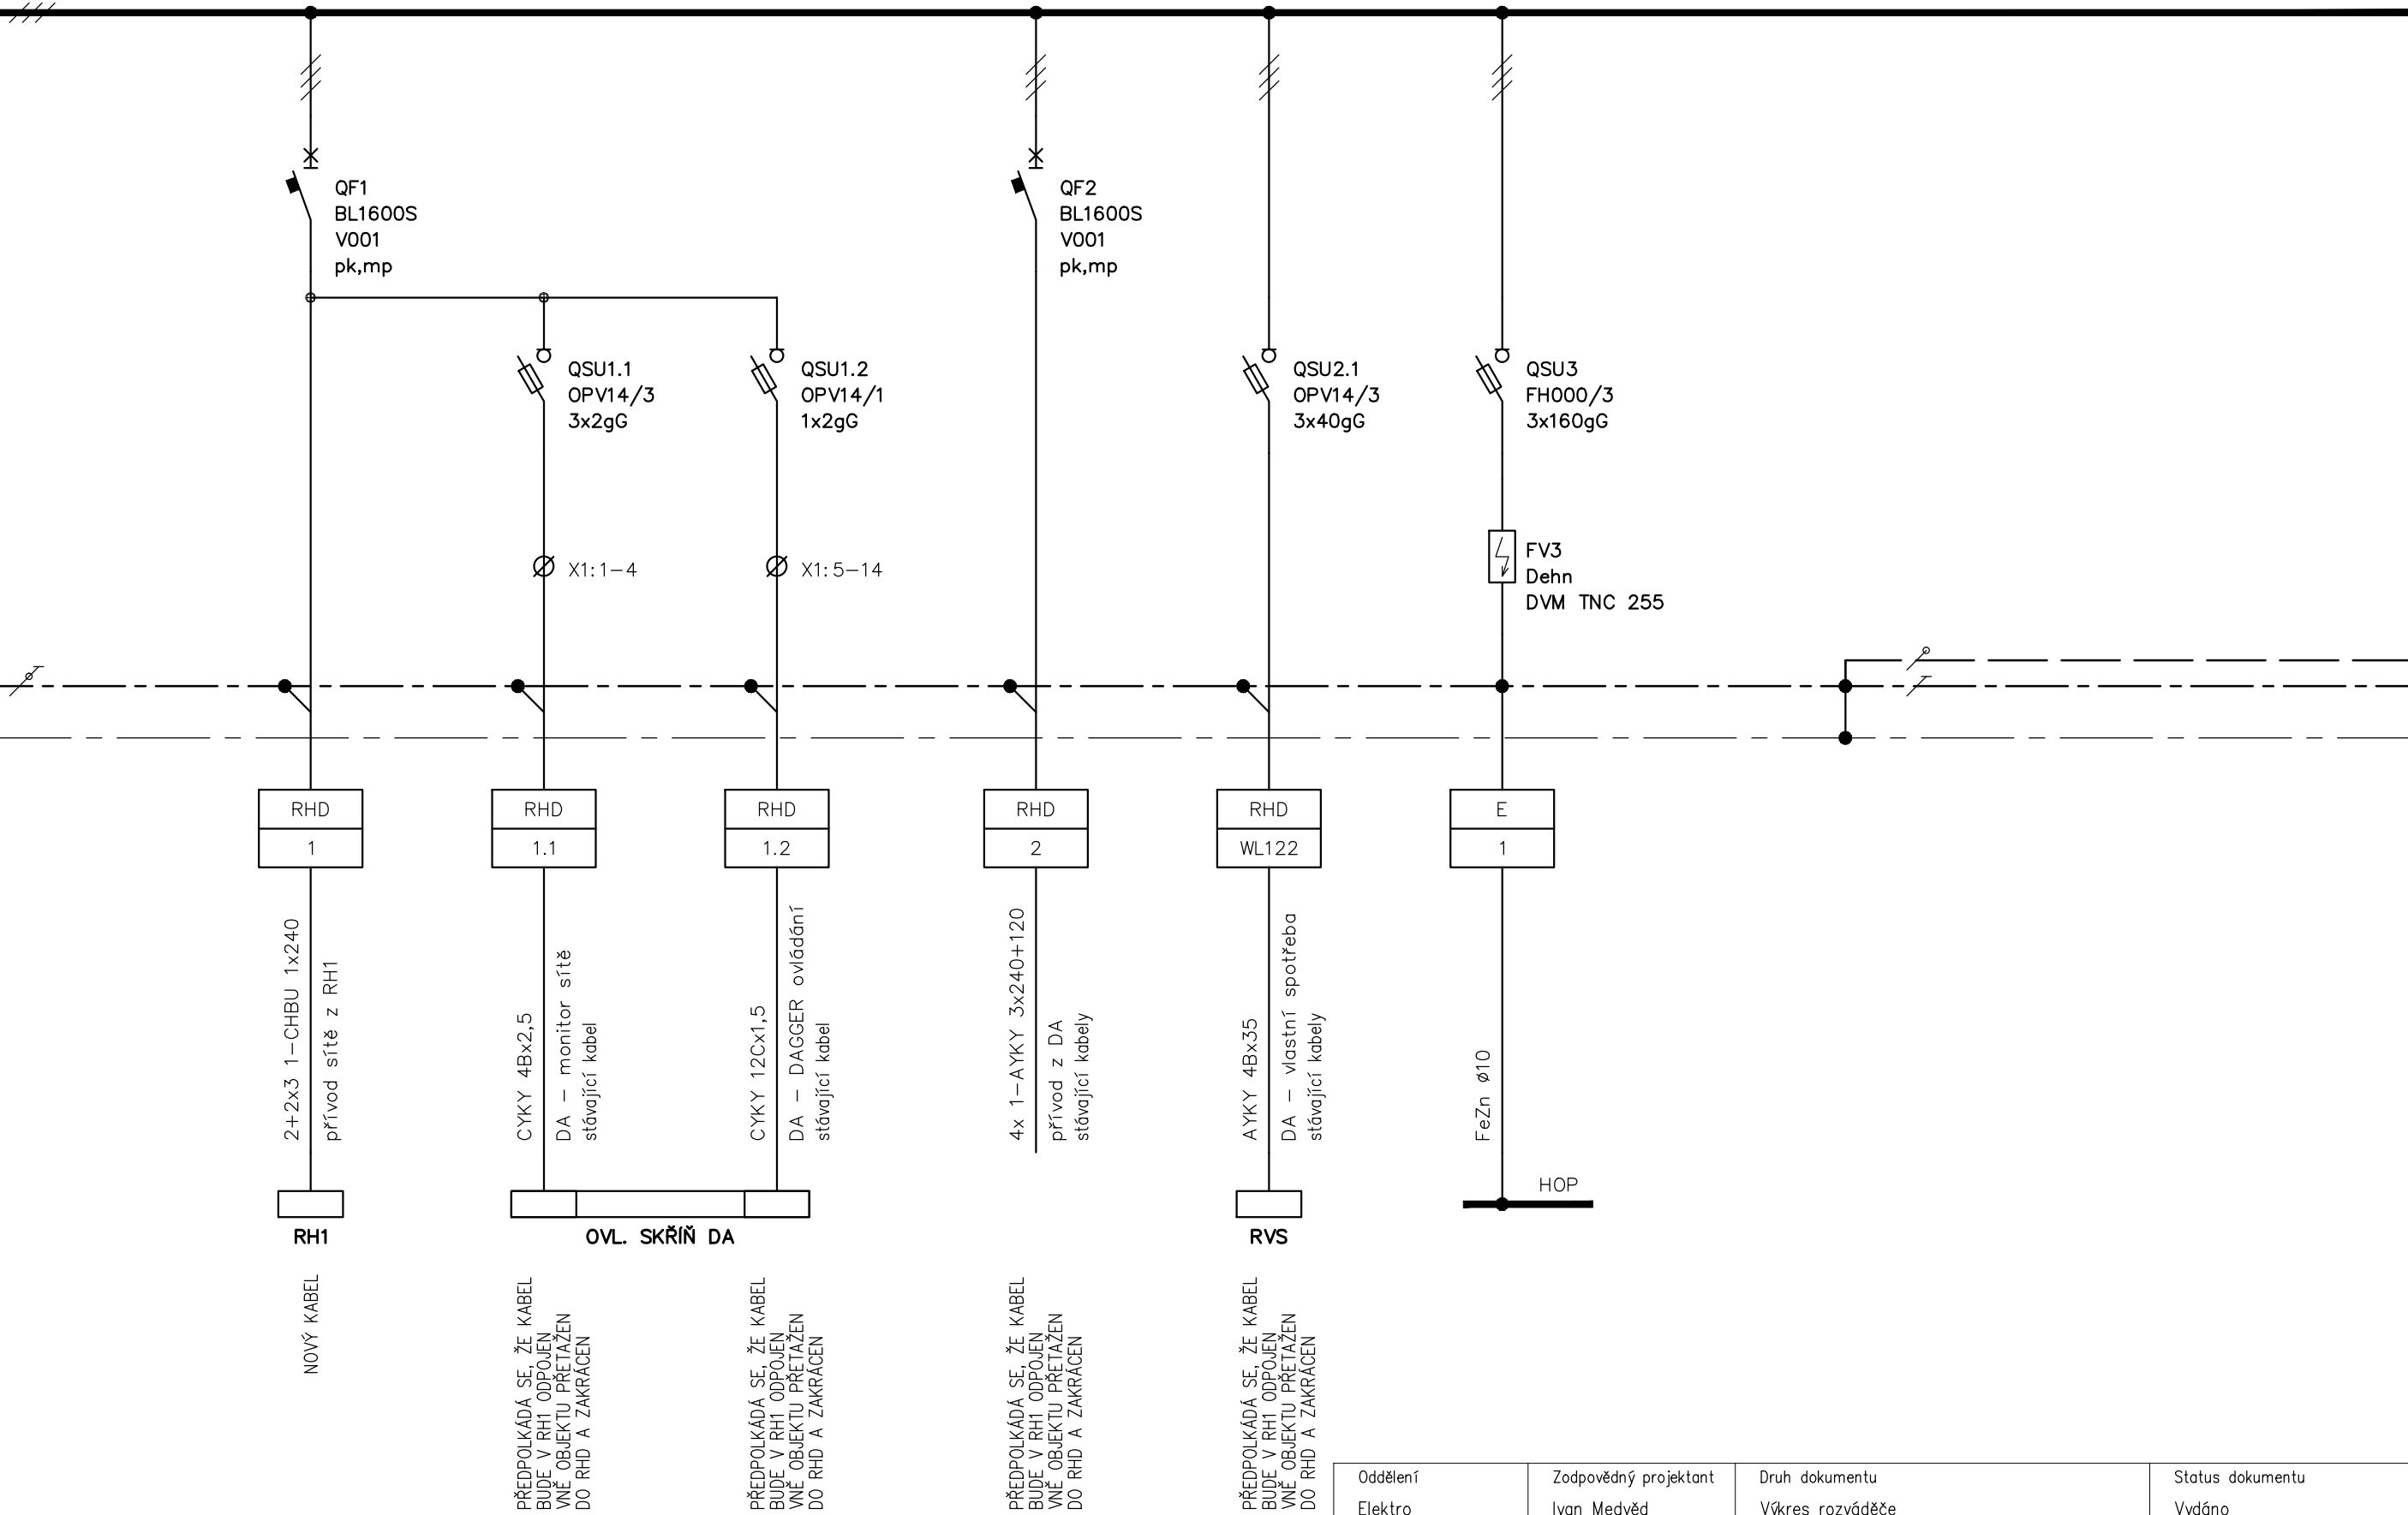 QF1
BL1600S
V001
pk,mp
QF2
BL1600S
V001
pk,mp
QSU1.1
OPV14/3
3x2gG
QSU1.2
OPV14/1
1x2gG
QSU2.1
OPV14/3
3x40gG
QSU3
FH000/3
3x160gG
X1:1-4
X1:5-14
FV3
Dehn
DVM TNC 255
RHD
1
RHD
1.1
RHD
1.2
RHD
2
RHD
WL122
E
1
2+2x3 1-CHBU 1x240
přívod sítě z RH1
CYKY 4Bx2,5
DA - monitor sítě
stávající kabel
CYKY 12Cx1,5
DA - DAGGER ovládání
stávající kabel
4x 1-AYKY 3x240+120
přívod z DA
stávající kabely
AYKY 4Bx35
DA - vlastní spotřeba
stávající kabely
FeZn ø10
HOP
RH1
OVL. SKŘÍŇ DA
RVS
NOVÝ KABEL
PŘEDPOLKÁDÁ SE, ŽE KABEL
BUDE V RH1 ODPOJEN
VNĚ OBJEKTU PŘETAŽEN
DO RHD A ZAKRÁCEN
PŘEDPOLKÁDÁ SE, ŽE KABEL
BUDE V RH1 ODPOJEN
VNĚ OBJEKTU PŘETAŽEN
DO RHD A ZAKRÁCEN
PŘEDPOLKÁDÁ SE, ŽE KABEL
BUDE V RH1 ODPOJEN
VNĚ OBJEKTU PŘETAŽEN
DO RHD A ZAKRÁCEN
PŘEDPOLKÁDÁ SE, ŽE KABEL
BUDE V RH1 ODPOJEN
VNĚ OBJEKTU PŘETAŽEN
DO RHD A ZAKRÁCEN
Oddělení
Elektro
Zodpovědný projektant
Ivan Medvěd
Druh dokumentu
Výkres rozváděče
Status dokumentu
Vydáno